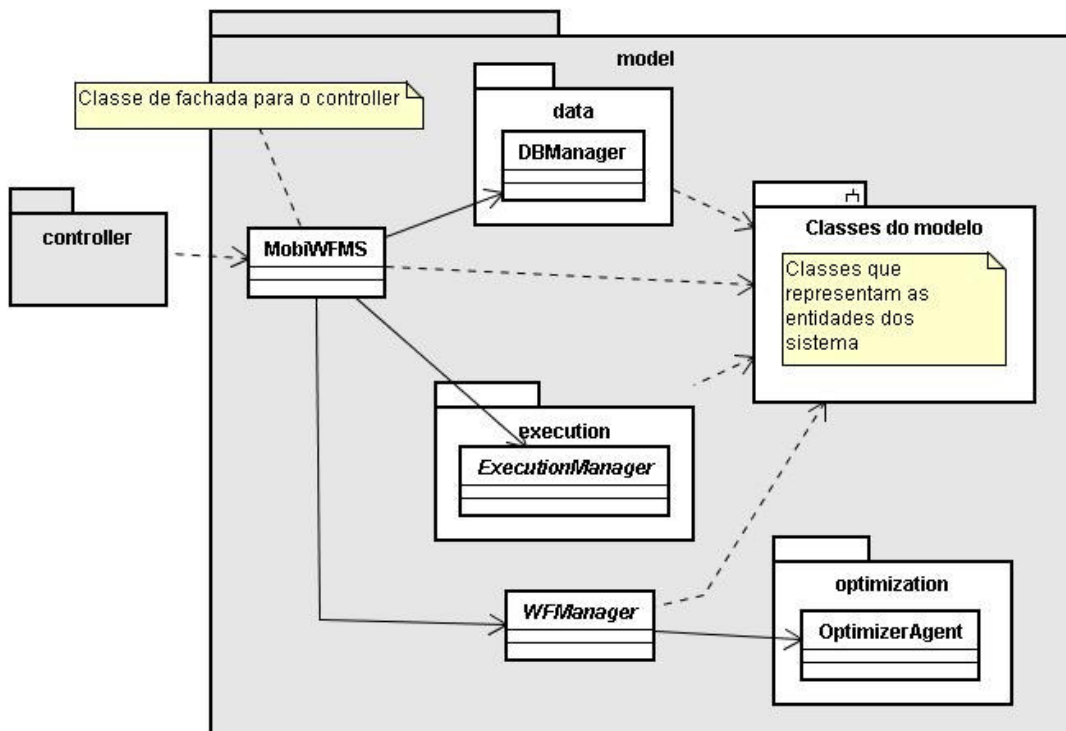 model
Classe de fachada para o controller
data
DBManager
controller
MobiWFMS
Classes do modelo
Classes que
representam as
entidades dos
sistema
execution
ExecutionManager
optimization
WFManager
OptimizerAgent